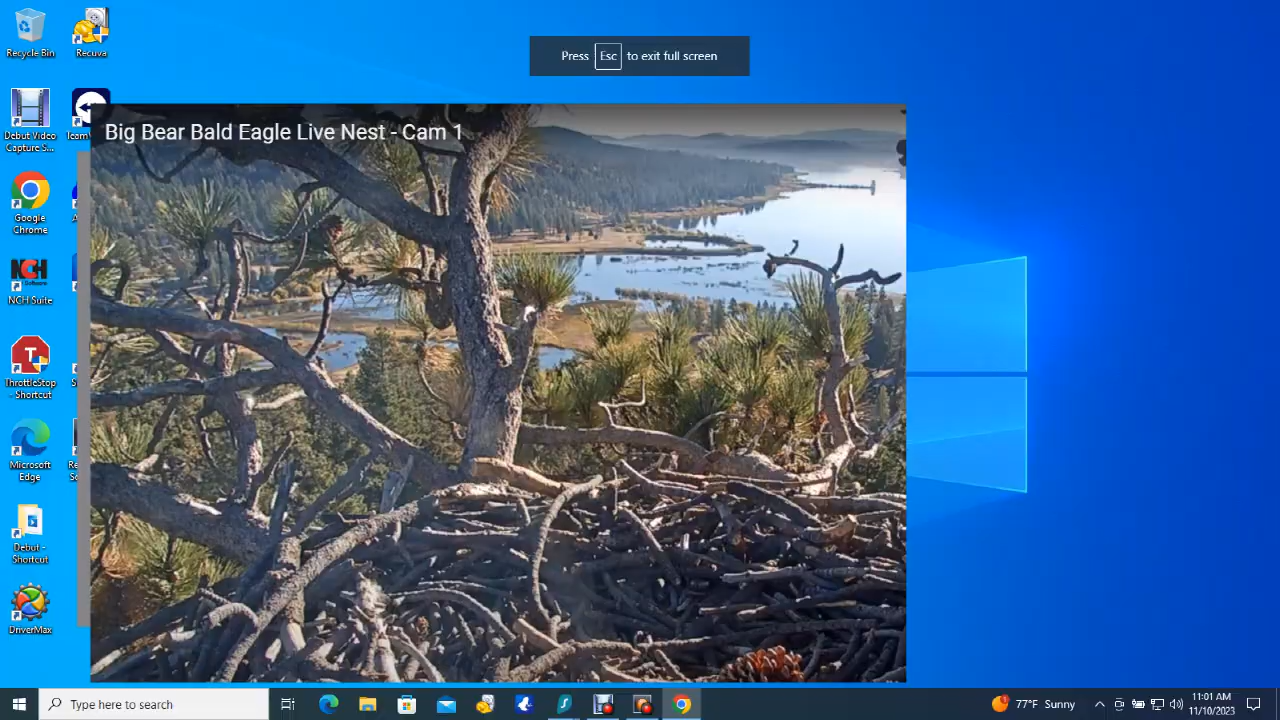 Recycle Bin
Recuva
Press Esc to exit full screen
Debut Video
Capture S...
Big Bear Bald Eagle Live Nest - Cam 1
Google
Chrome
NCH Suite
ThrottleStop
- Shortcut
Microsoft
Edge
Debut -
Shortcut
DriverMax
Type here to search
77°F Sunny
11:01 AM
11/10/2023